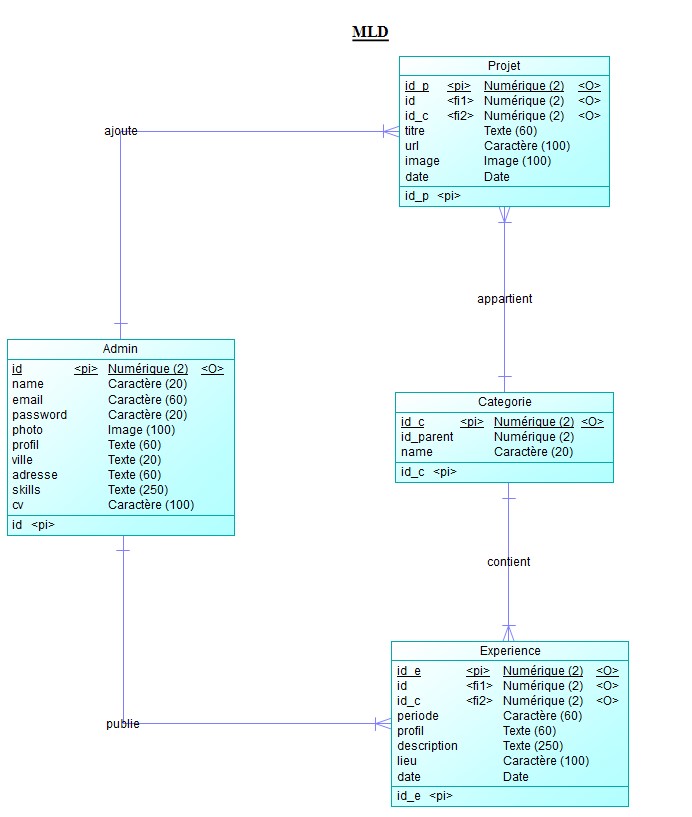 MLD
Projet
id_p <pi> Numérique (2) <O>
id <fi1> Numérique (2) <O>
id_c <fi2> Numérique (2) <O>
titre Texte (60)
url Caractère (100)
image Image (100)
date Date
id_p <pi>
ajoute
appartient
Admin
id <pi> Numérique (2) <O>
name Caractère (20)
email Caractère (60)
password Caractère (20)
photo Image (100)
profil Texte (60)
ville Texte (20)
adresse Texte (60)
skills Texte (250)
cv Caractère (100)
id <pi>
Categorie
id_c <pi> Numérique (2) <O>
id_parent Numérique (2)
name Caractère (20)
id_c <pi>
contient
publie
Experience
id_e <pi> Numérique (2) <O>
id <fi1> Numérique (2) <O>
id_c <fi2> Numérique (2) <O>
periode Caractère (60)
profil Texte (60)
description Texte (250)
lieu Caractère (100)
date Date
id_e <pi>